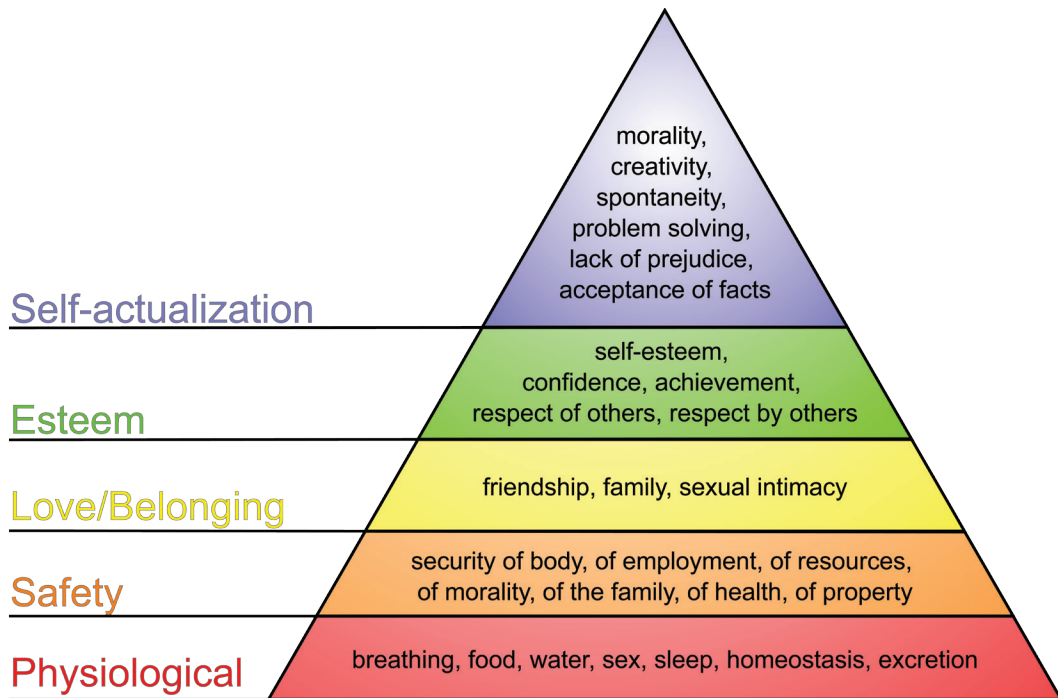 morality,
creativity,
spontaneity,
problem solving,
lack of prejudice,
acceptance of facts
Self-actualization
self-esteem,
confidence, achievement,
respect of others, respect by others
Esteem
friendship, family, sexual intimacy
Love/Belonging
security of body, of employment, of resources,
of morality, of the family, of health, of property
Safety
breathing, food, water, sex, sleep, homeostasis, excretion
Physiological